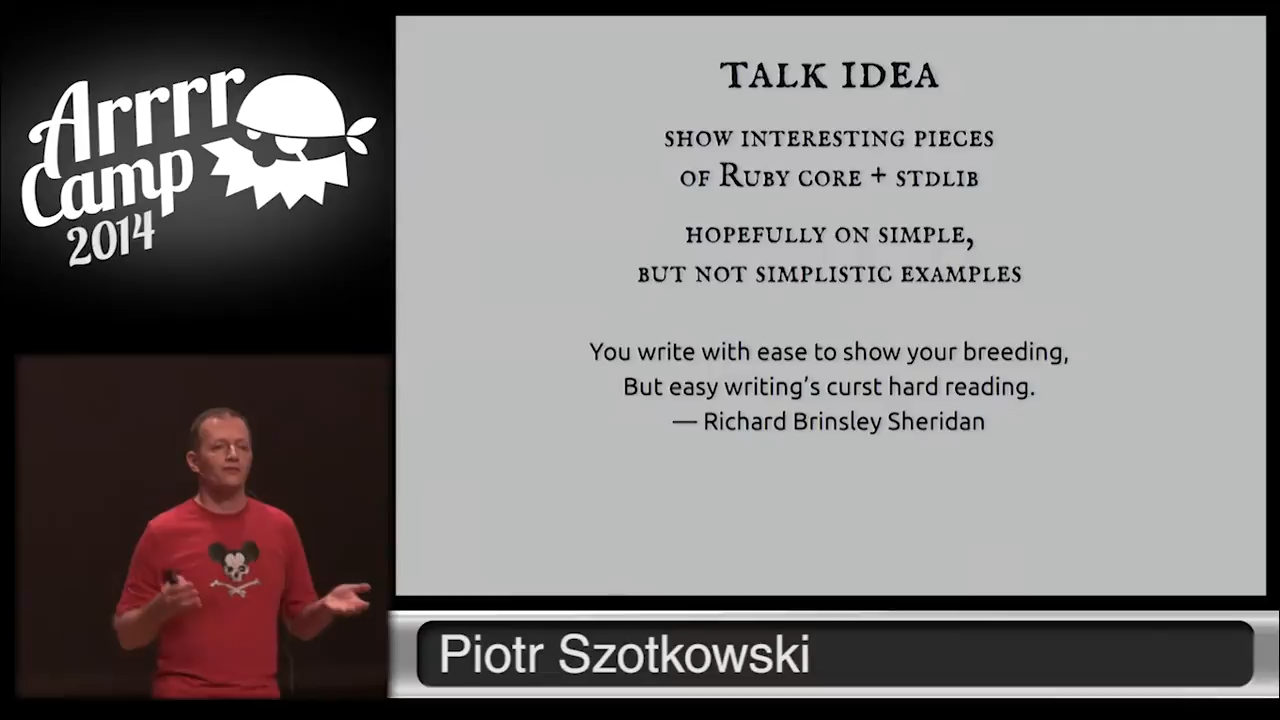 Arrrr
Camp
2014
TALK IDEA
SHOW INTERESTING PIECES
OF RUBY CORE + STDLIB
HOPEFULLY ON SIMPLE,
BUT NOT SIMPLISTIC EXAMPLES
You write with ease to show your breeding,
But easy writing's curst hard reading.
— Richard Brinsley Sheridan
Piotr Szotkowski